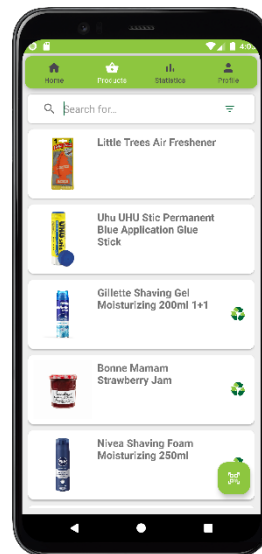 Home Products Statistics Profile
Search for...
Little Trees Air Freshener
Uhu UHU Stic Permanent
Blue Application Glue
Stick
UHU
Gillette Shaving Gel
Moisturizing 200ml 1+1
Bonne Mamam
Strawberry Jam
Nivea Shaving Foam
Moisturizing 250ml